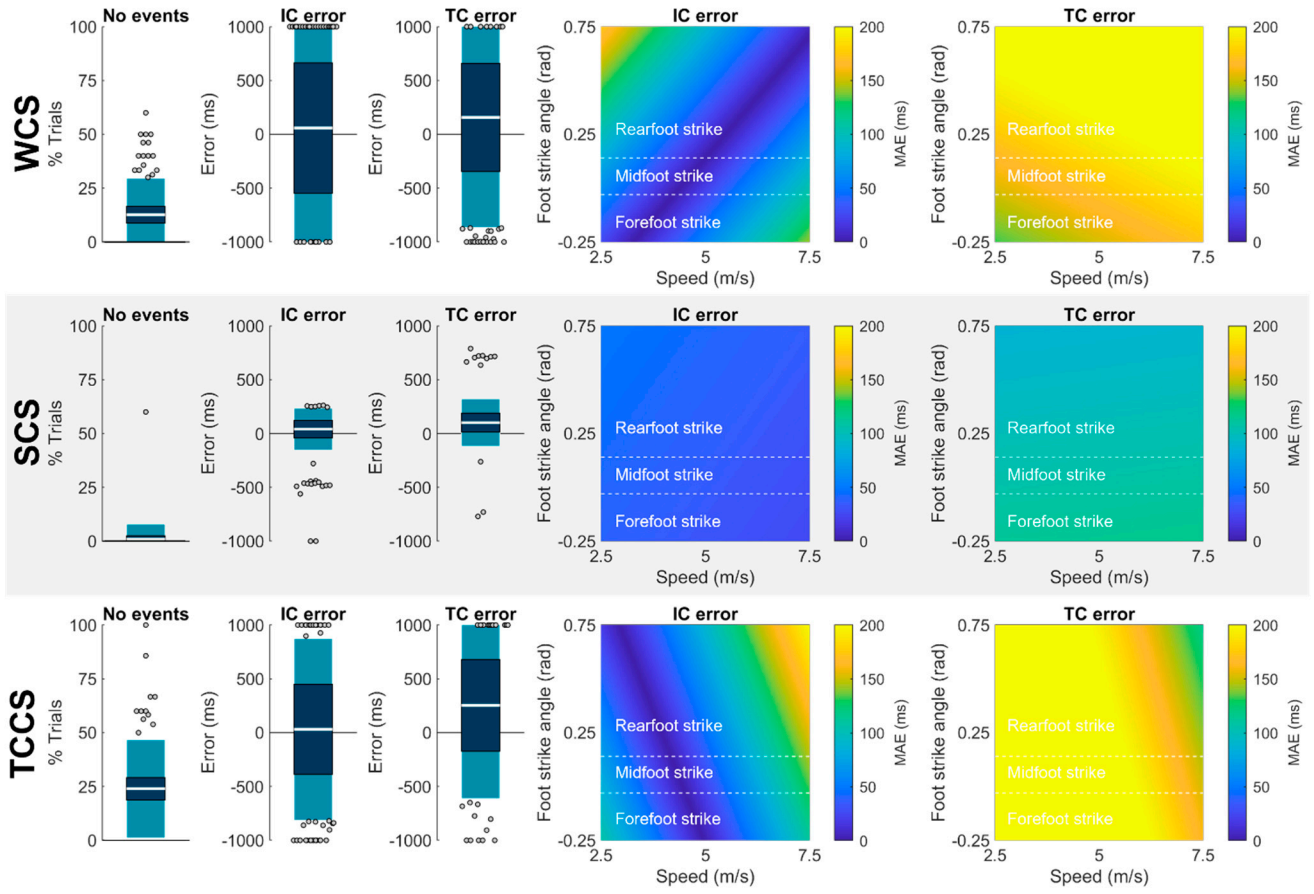 No events
IC error
TC error
IC error
TC error
WCS
% Trials
100
75
50
25
0
Error (ms)
1000
500
0
-500
-1000
Error (ms)
1000
500
0
-500
-1000
Foot strike angle (rad)
0.75
0.25
-0.25
Rearfoot strike
Midfoot strike
Forefoot strike
2.5
5
7.5
Speed (m/s)
200
150
100
50
0
MAE (ms)
Foot strike angle (rad)
0.75
0.25
-0.25
Rearfoot strike
Midfoot strike
Forefoot strike
2.5
5
7.5
Speed (m/s)
200
150
100
50
0
MAE (ms)
No events
IC error
TC error
IC error
TC error
SCS
% Trials
100
75
50
25
0
Error (ms)
1000
500
0
-500
-1000
Error (ms)
1000
500
0
-500
-1000
Foot strike angle (rad)
0.75
0.25
-0.25
Rearfoot strike
Midfoot strike
Forefoot strike
2.5
5
7.5
Speed (m/s)
200
150
100
50
0
MAE (ms)
Foot strike angle (rad)
0.75
0.25
-0.25
Rearfoot strike
Midfoot strike
Forefoot strike
2.5
5
7.5
Speed (m/s)
200
150
100
50
0
MAE (ms)
No events
IC error
TC error
IC error
TC error
TCCS
% Trials
100
75
50
25
0
Error (ms)
1000
500
0
-500
-1000
Error (ms)
1000
500
0
-500
-1000
Foot strike angle (rad)
0.75
0.25
-0.25
Rearfoot strike
Midfoot strike
Forefoot strike
2.5
5
7.5
Speed (m/s)
200
150
100
50
0
MAE (ms)
Foot strike angle (rad)
0.75
0.25
-0.25
Rearfoot strike
Midfoot strike
Forefoot strike
2.5
5
7.5
Speed (m/s)
200
150
100
50
0
MAE (ms)